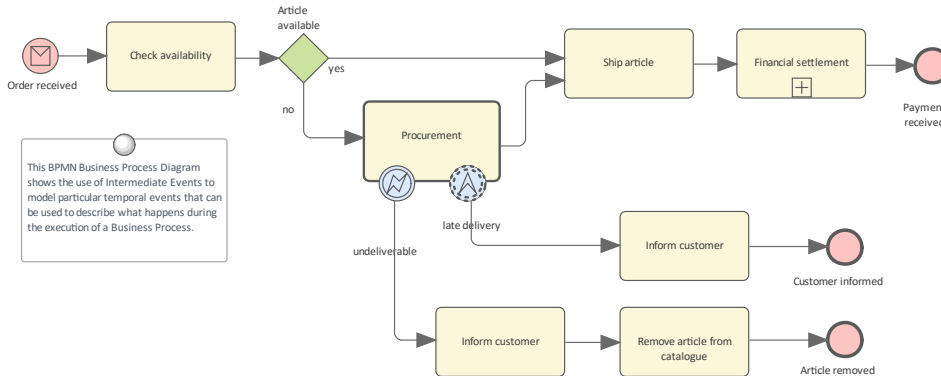 Article
available
Check availability
Order received
yes
Ship article
Financial settlement
Paymen
received
no
Procurement
This BPMN Business Process Diagram
shows the use of Intermediate Events to
model particular temporal events that can
be used to describe what happens during
the execution of a Business Process.
late delivery
undeliverable
Inform customer
Customer informed
Inform customer
Remove article from
catalogue
Article removed